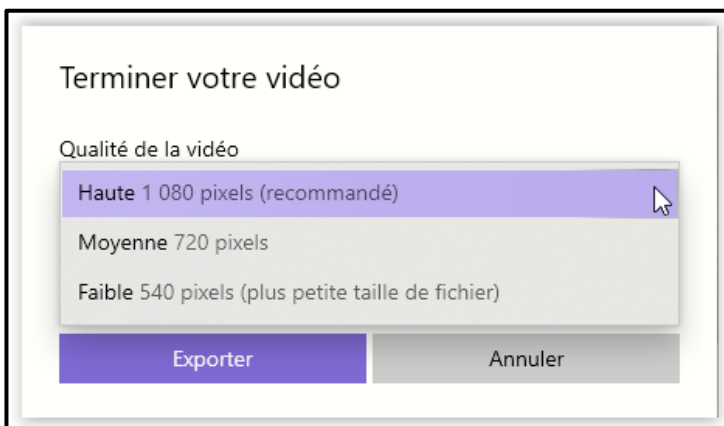 Terminer votre vidéo
Qualité de la vidéo
Haute 1 080 pixels (recommandé)
Moyenne 720 pixels
Faible 540 pixels (plus petite taille de fichier)
Exporter
Annuler